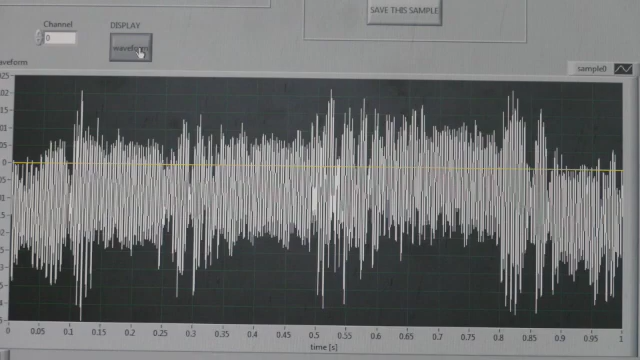 SAVE THIS SAMPLE
Channel
DISPLAY
0
waveform
sample0
0
0 0.05 0.1 0.15 0.2 0.25 0.3 0.35 0.4 0.45 0.5 0.55 0.6 0.65 0.7 0.75 0.8 0.85 0.9 0.95 1
time [s]